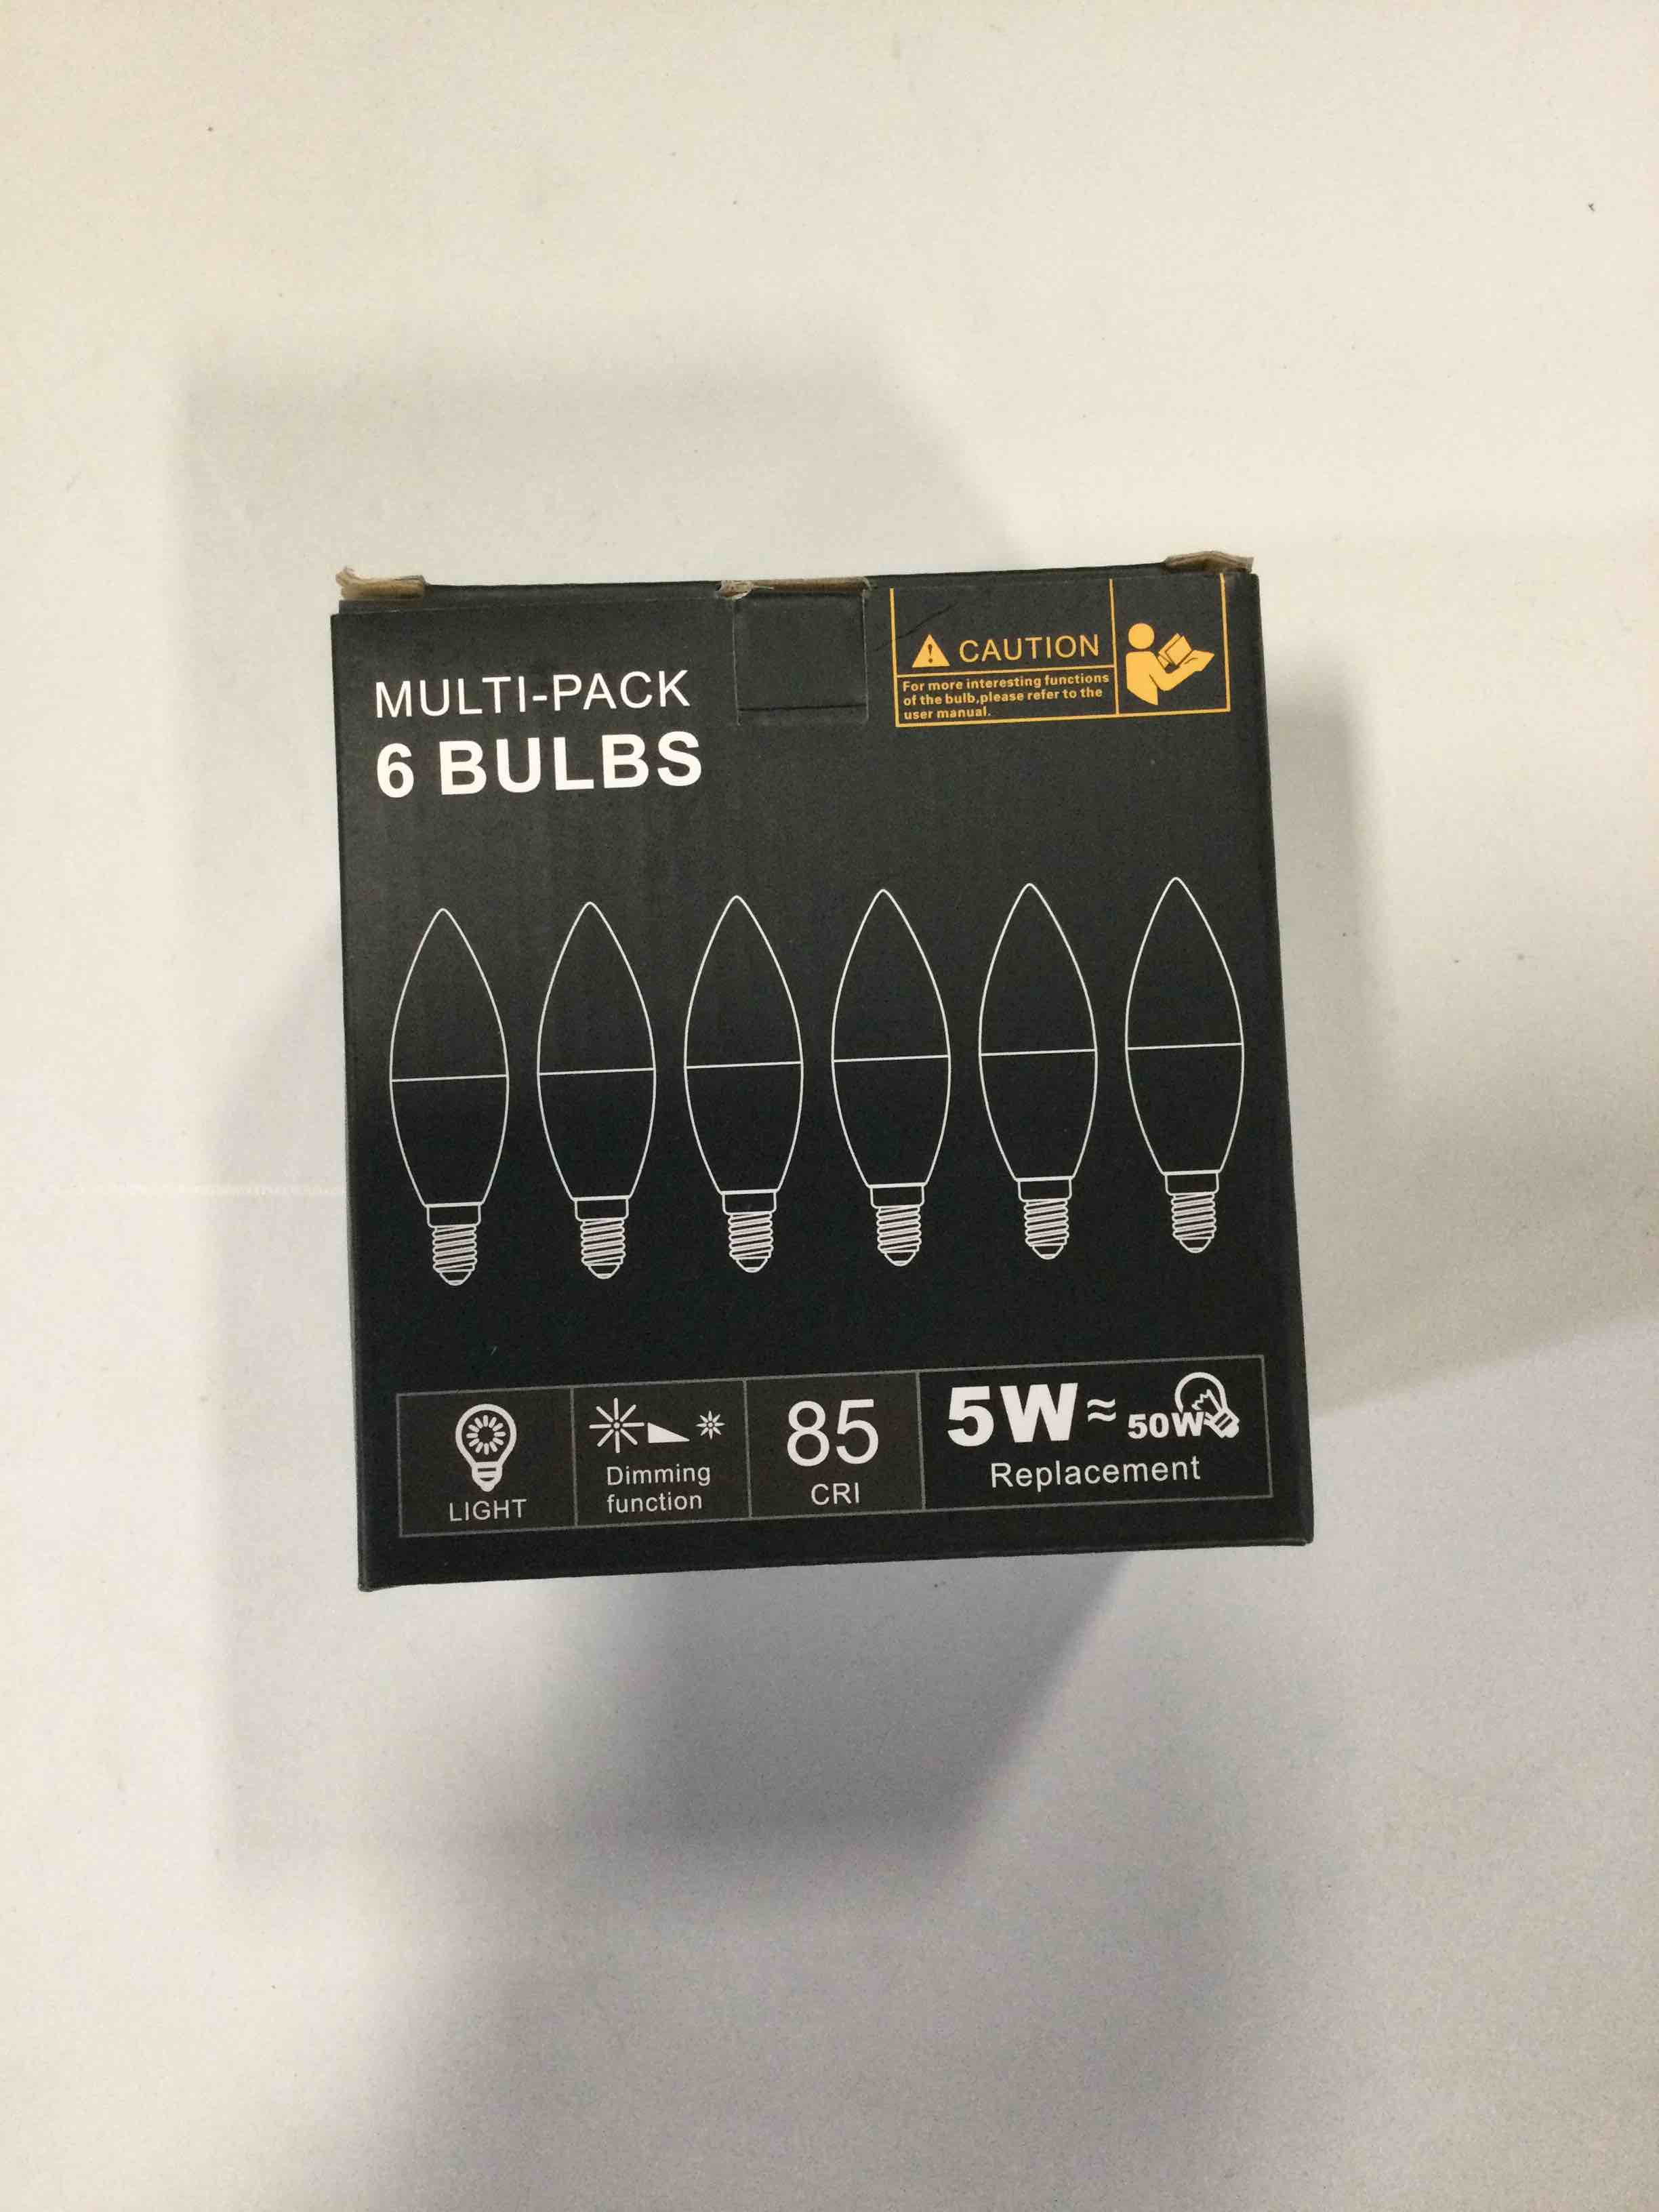 MULTI-PACK
6 BULBS
CAUTION
For more interesting functions
of the bulb,please refer to the
user manual.
LIGHT
Dimming
function
85
CRI
5W≈50W
Replacement